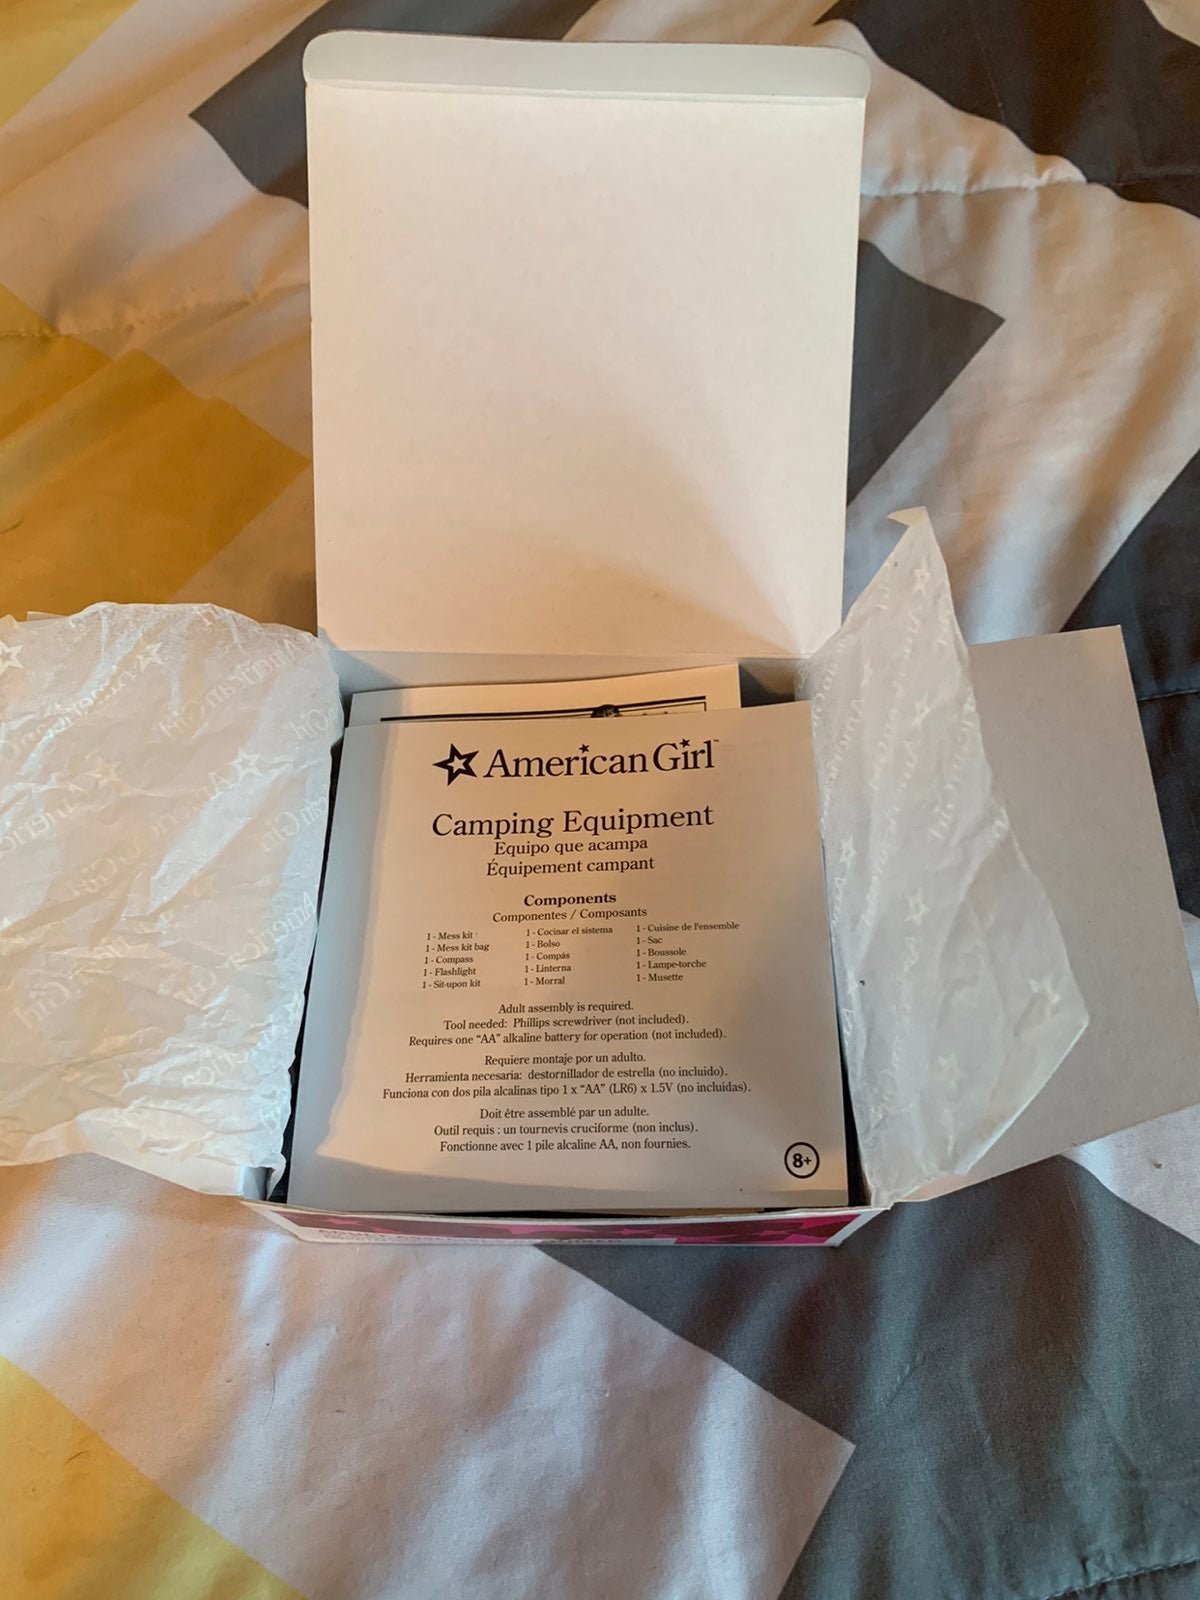 American Girl™
Camping Equipment
Equipo que acampa
Équipement campant
Components
Componentes / Composants
1 - Mess kit
1 - Mess kit bag
1 - Compass
1 - Flashlight
1 - Sit-upon kit
1 - Cocinar el sistema
1 - Bolso
1 - Compás
1 - Linterna
1 - Morral
1 - Cuisine de l'ensemble
1 - Sac
1 - Boussole
1 - Lampe-torche
1 - Musette
Adult assembly is required.
Tool needed: Phillips screwdriver (not included).
Requires one “AA” alkaline battery for operation (not included).
Requiere montaje por un adulto.
Herramienta necesaria: destornillador de estrella (no incluido).
Funciona con dos pila alcalinas tipo 1 x “AA” (LR6) x 1.5V (no incluidas).
Doit être assemblé par un adulte.
Outil requis : un tournevis cruciforme (non inclus).
Fonctionne avec 1 pile alcaline AA, non fournies.
8+